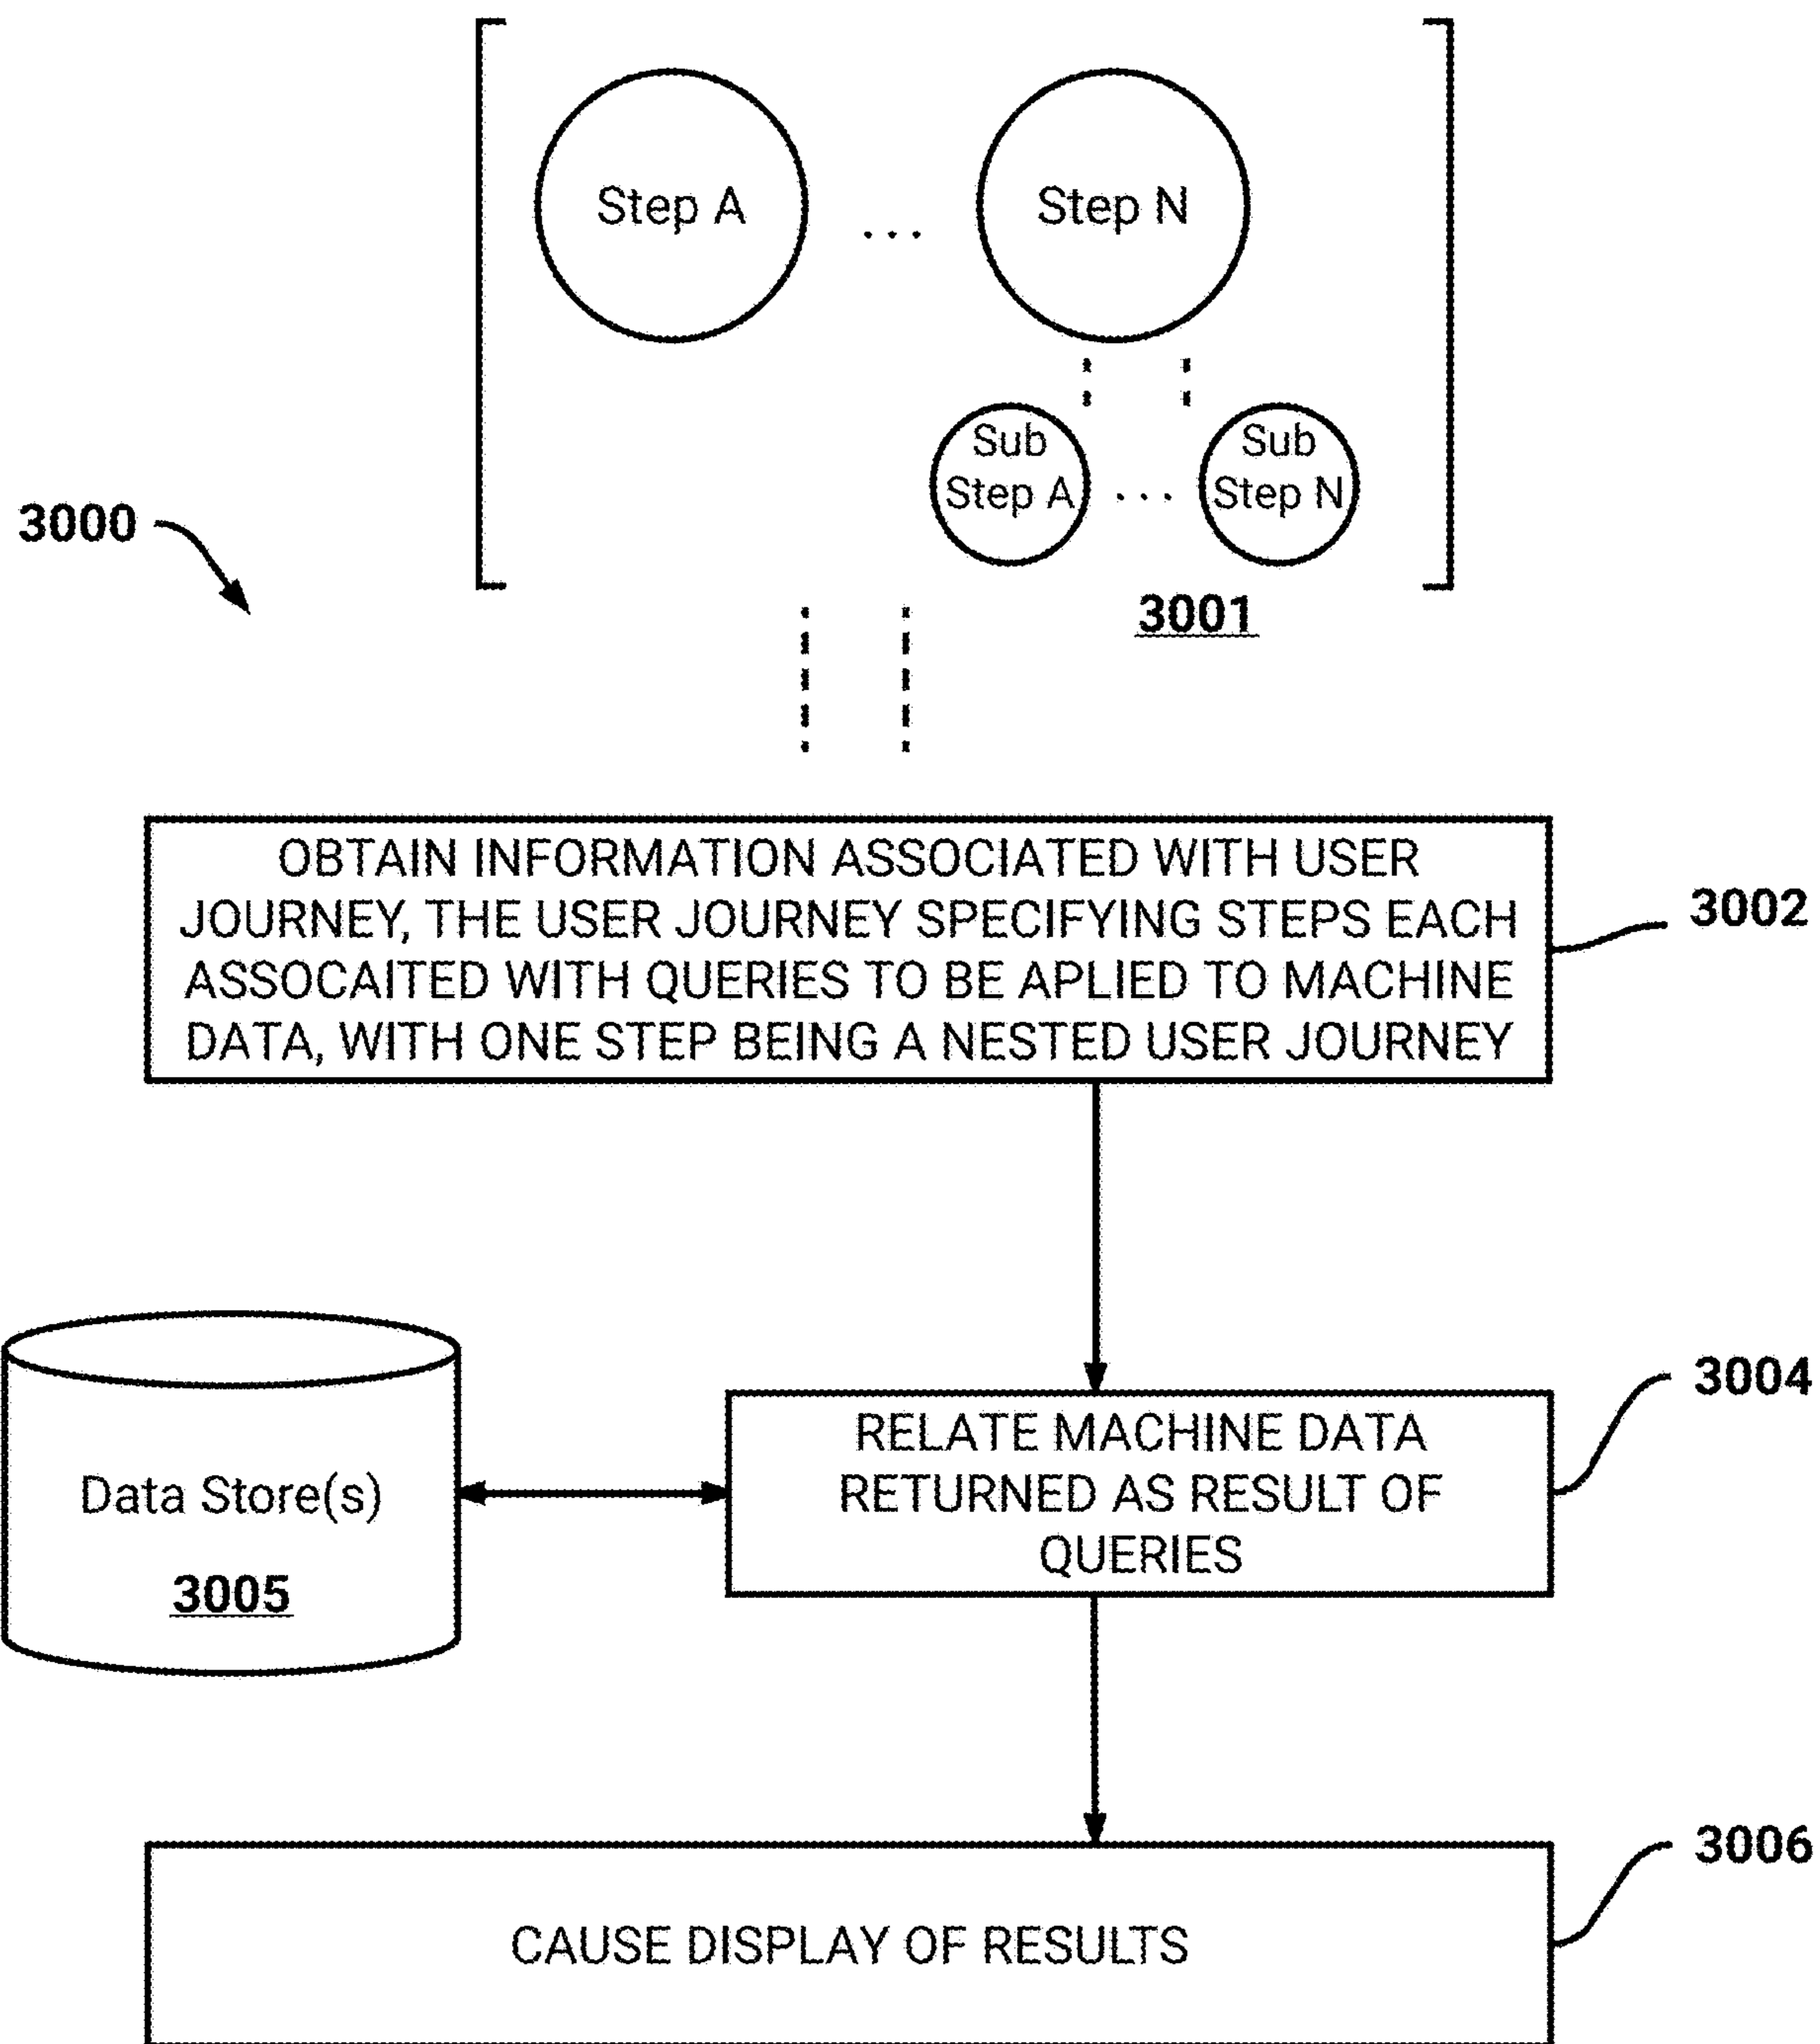 Step A
...
Step N
Sub
Step A
...
Sub
Step N
3000
3001
OBTAIN INFORMATION ASSOCIATED WITH USER
JOURNEY, THE USER JOURNEY SPECIFYING STEPS EACH
ASSOCAITED WITH QUERIES TO BE APLIED TO MACHINE
DATA, WITH ONE STEP BEING A NESTED USER JOURNEY
3002
Data Store(s)
3005
RELATE MACHINE DATA
RETURNED AS RESULT OF
QUERIES
3004
CAUSE DISPLAY OF RESULTS
3006